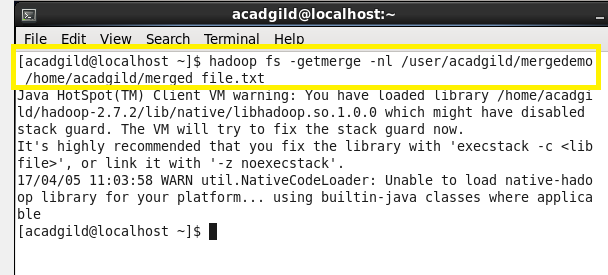 acadgild@localhost:~
File Edit View Search Terminal Help
[acadgild@localhost ~]$ hadoop fs -getmerge -nl /user/acadgild/mergedemo
/home/acadgild/merged file.txt
Java HotSpot(TM) Client VM warning: You have loaded library /home/acadgi
ld/hadoop-2.7.2/lib/native/libhadoop.so.1.0.0 which might have disabled
stack guard. The VM will try to fix the stack guard now.
It's highly recommended that you fix the library with 'execstack -c <lib
file>', or link it with '-z noexecstack'.
17/04/05 11:03:58 WARN util.NativeCodeLoader: Unable to load native-hado
op library for your platform... using builtin-java classes where applica
ble
[acadgild@localhost ~]$